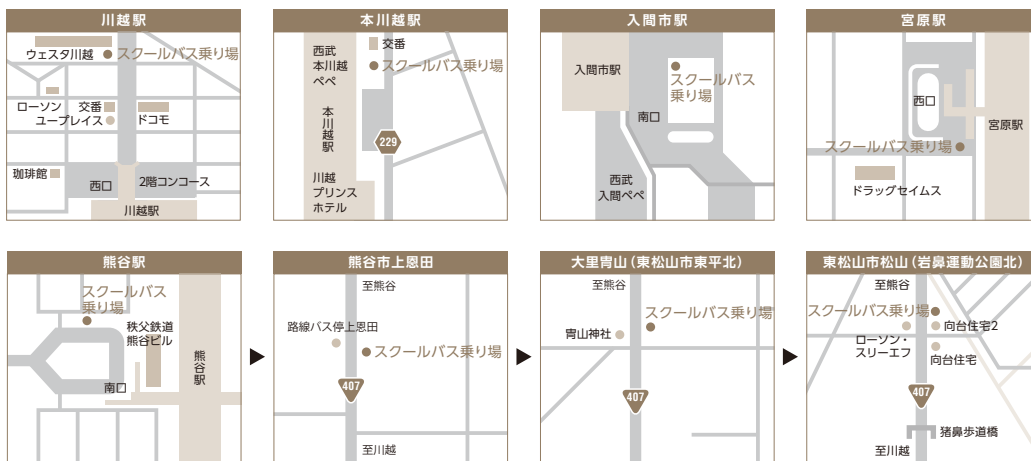 川越駅
ウェスタ川越
スクールバス乗り場
ローソン
交番
ユープレイス
ドコモ
珈琲館
西口
2階コンコース
川越駅
本川越駅
西武
本川越
ペペ
交番
スクールバス乗り場
本川越駅
229
川越
プリンス
ホテル
入間市駅
入間市駅
スクールバス
乗り場
南口
西武
入間ペペ
宮原駅
西口
宮原駅
スクールバス乗り場
ドラッグセイムス
熊谷駅
スクールバス
乗り場
秩父鉄道
熊谷ビル
熊谷駅
南口
熊谷市上恩田
至熊谷
路線バス停上恩田
スクールバス乗り場
407
至川越
大里冑山（東松山市東平北）
至熊谷
スクールバス乗り場
冑山神社
407
東松山市松山（岩鼻運動公園北）
至熊谷
スクールバス乗り場
向台住宅2
ローソン・
スリーエフ
向台住宅
407
猪鼻歩道橋
至川越